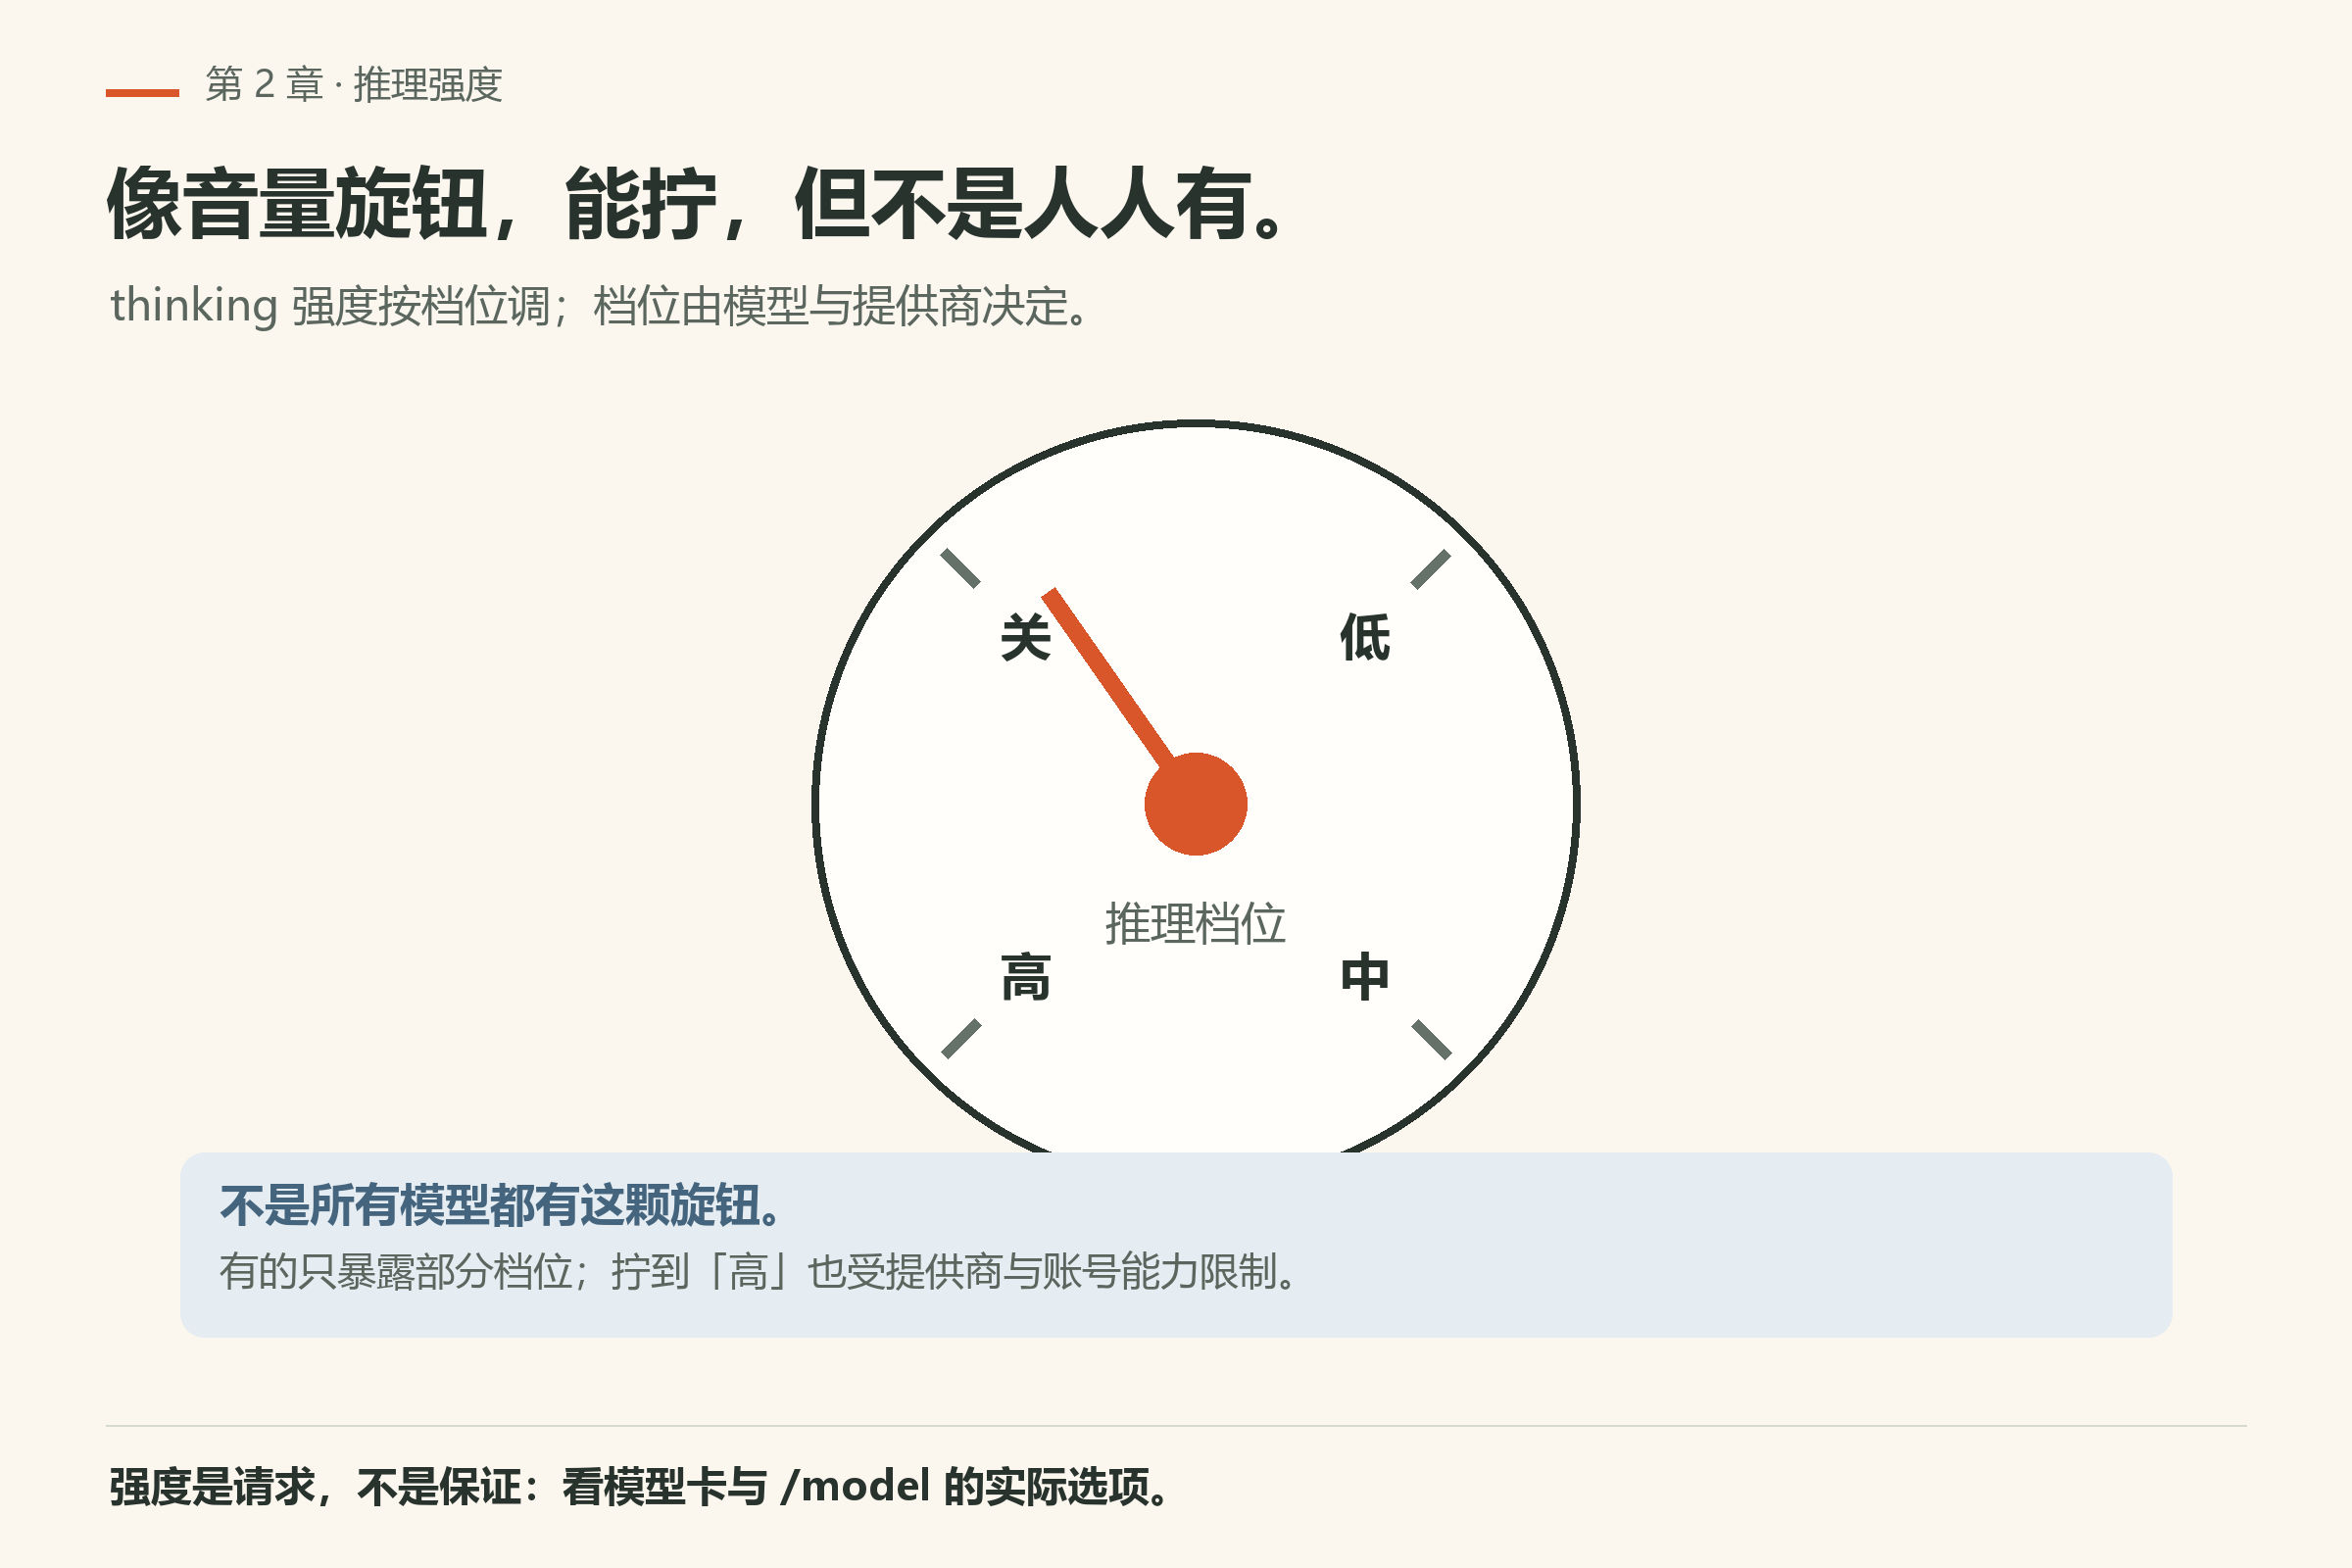 第 2 章 · 推理强度
像音量旋钮，能拧，但不是人人有。
thinking 强度按档位调；档位由模型与提供商决定。
关
低
推理档位
高
中
不是所有模型都有这颗旋钮。
有的只暴露部分档位；拧到「高」也受提供商与账号能力限制。
强度是请求，不是保证：看模型卡与 /model 的实际选项。